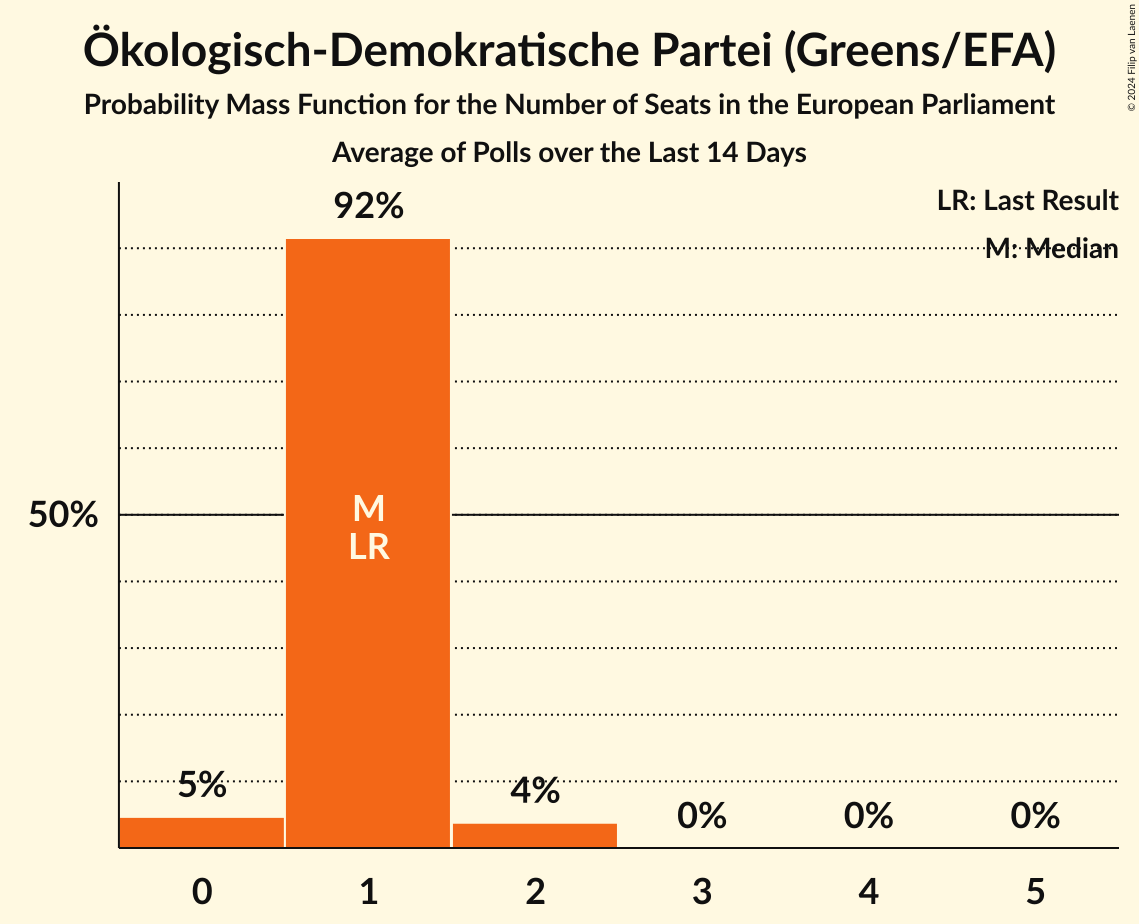 Ökologisch-Demokratische Partei (Greens/EFA)
Probability Mass Function for the Number of Seats in the European Parliament
Average of Polls over the Last 14 Days
© 2024 Filip van Laenen
LR: Last Result
M: Median
92%
50%
M
LR
5%
4%
0%
0%
0%
0
1
2
3
4
5